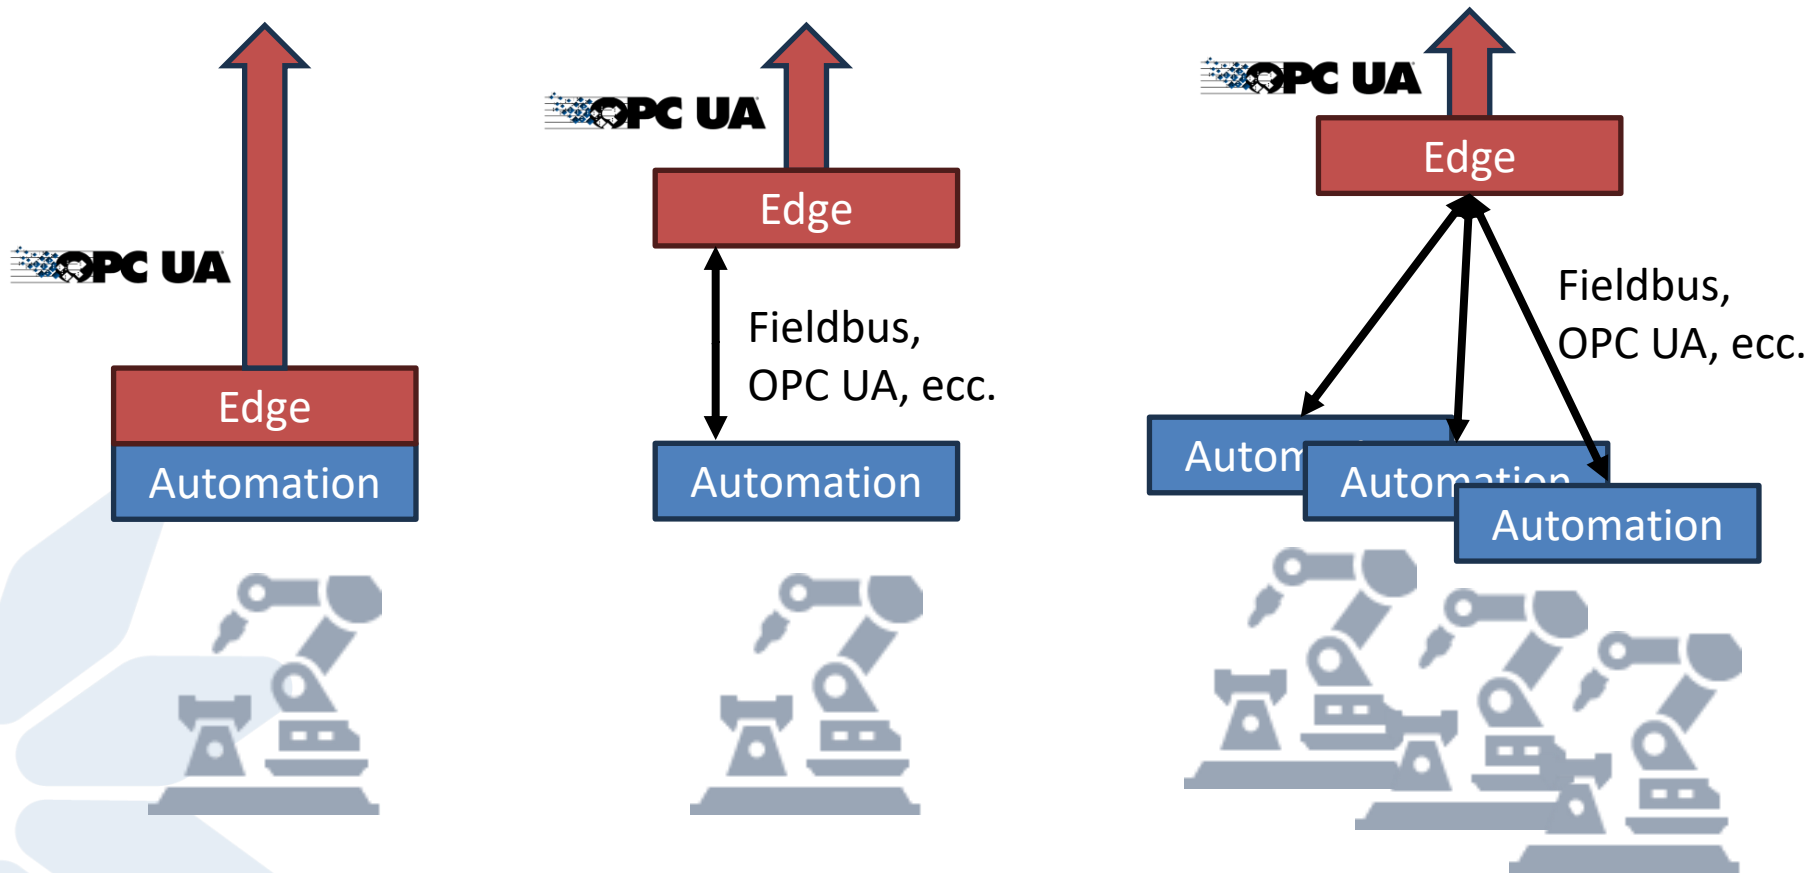 OPC UA
Edge
Automation
OPC UA
Edge
Fieldbus,
OPC UA, ecc.
Automation
OPC UA
Edge
Fieldbus,
OPC UA, ecc.
Autom
Automation
Automation